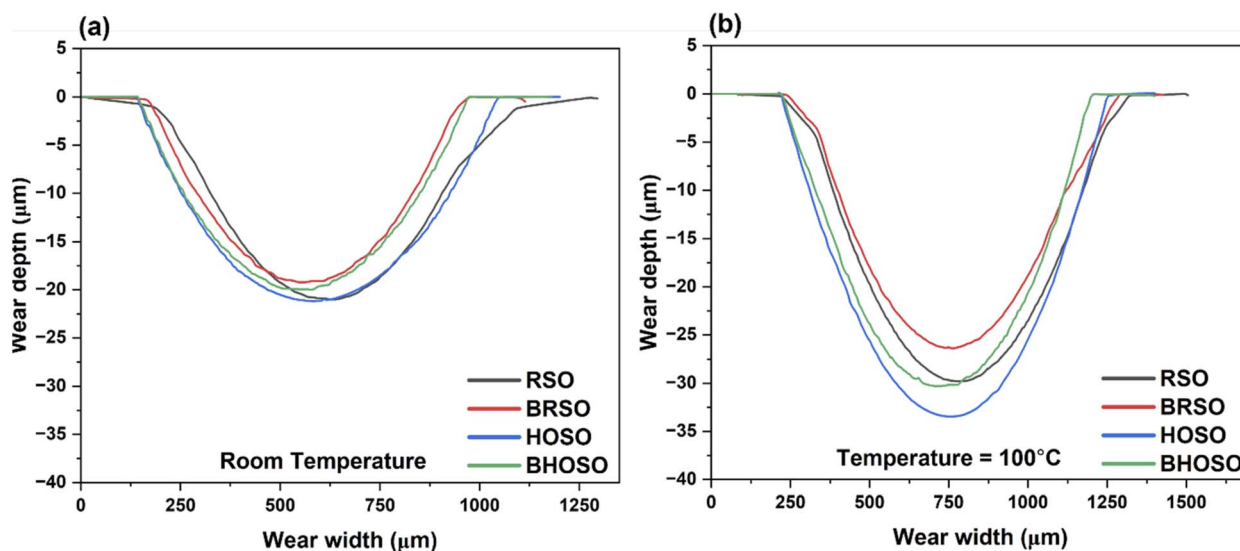 (a)
5
0
−5
−10
−15
−20
−25
−30
−35
−40
Wear depth (μm)
RSO
BRSO
HOSO
BHOSO
Room Temperature
0 250 500 750 1000 1250
Wear width (μm)
(b)
5
0
−5
−10
−15
−20
−25
−30
−35
−40
Wear depth (μm)
RSO
BRSO
HOSO
BHOSO
Temperature = 100°C
0 250 500 750 1000 1250 1500
Wear width (μm)